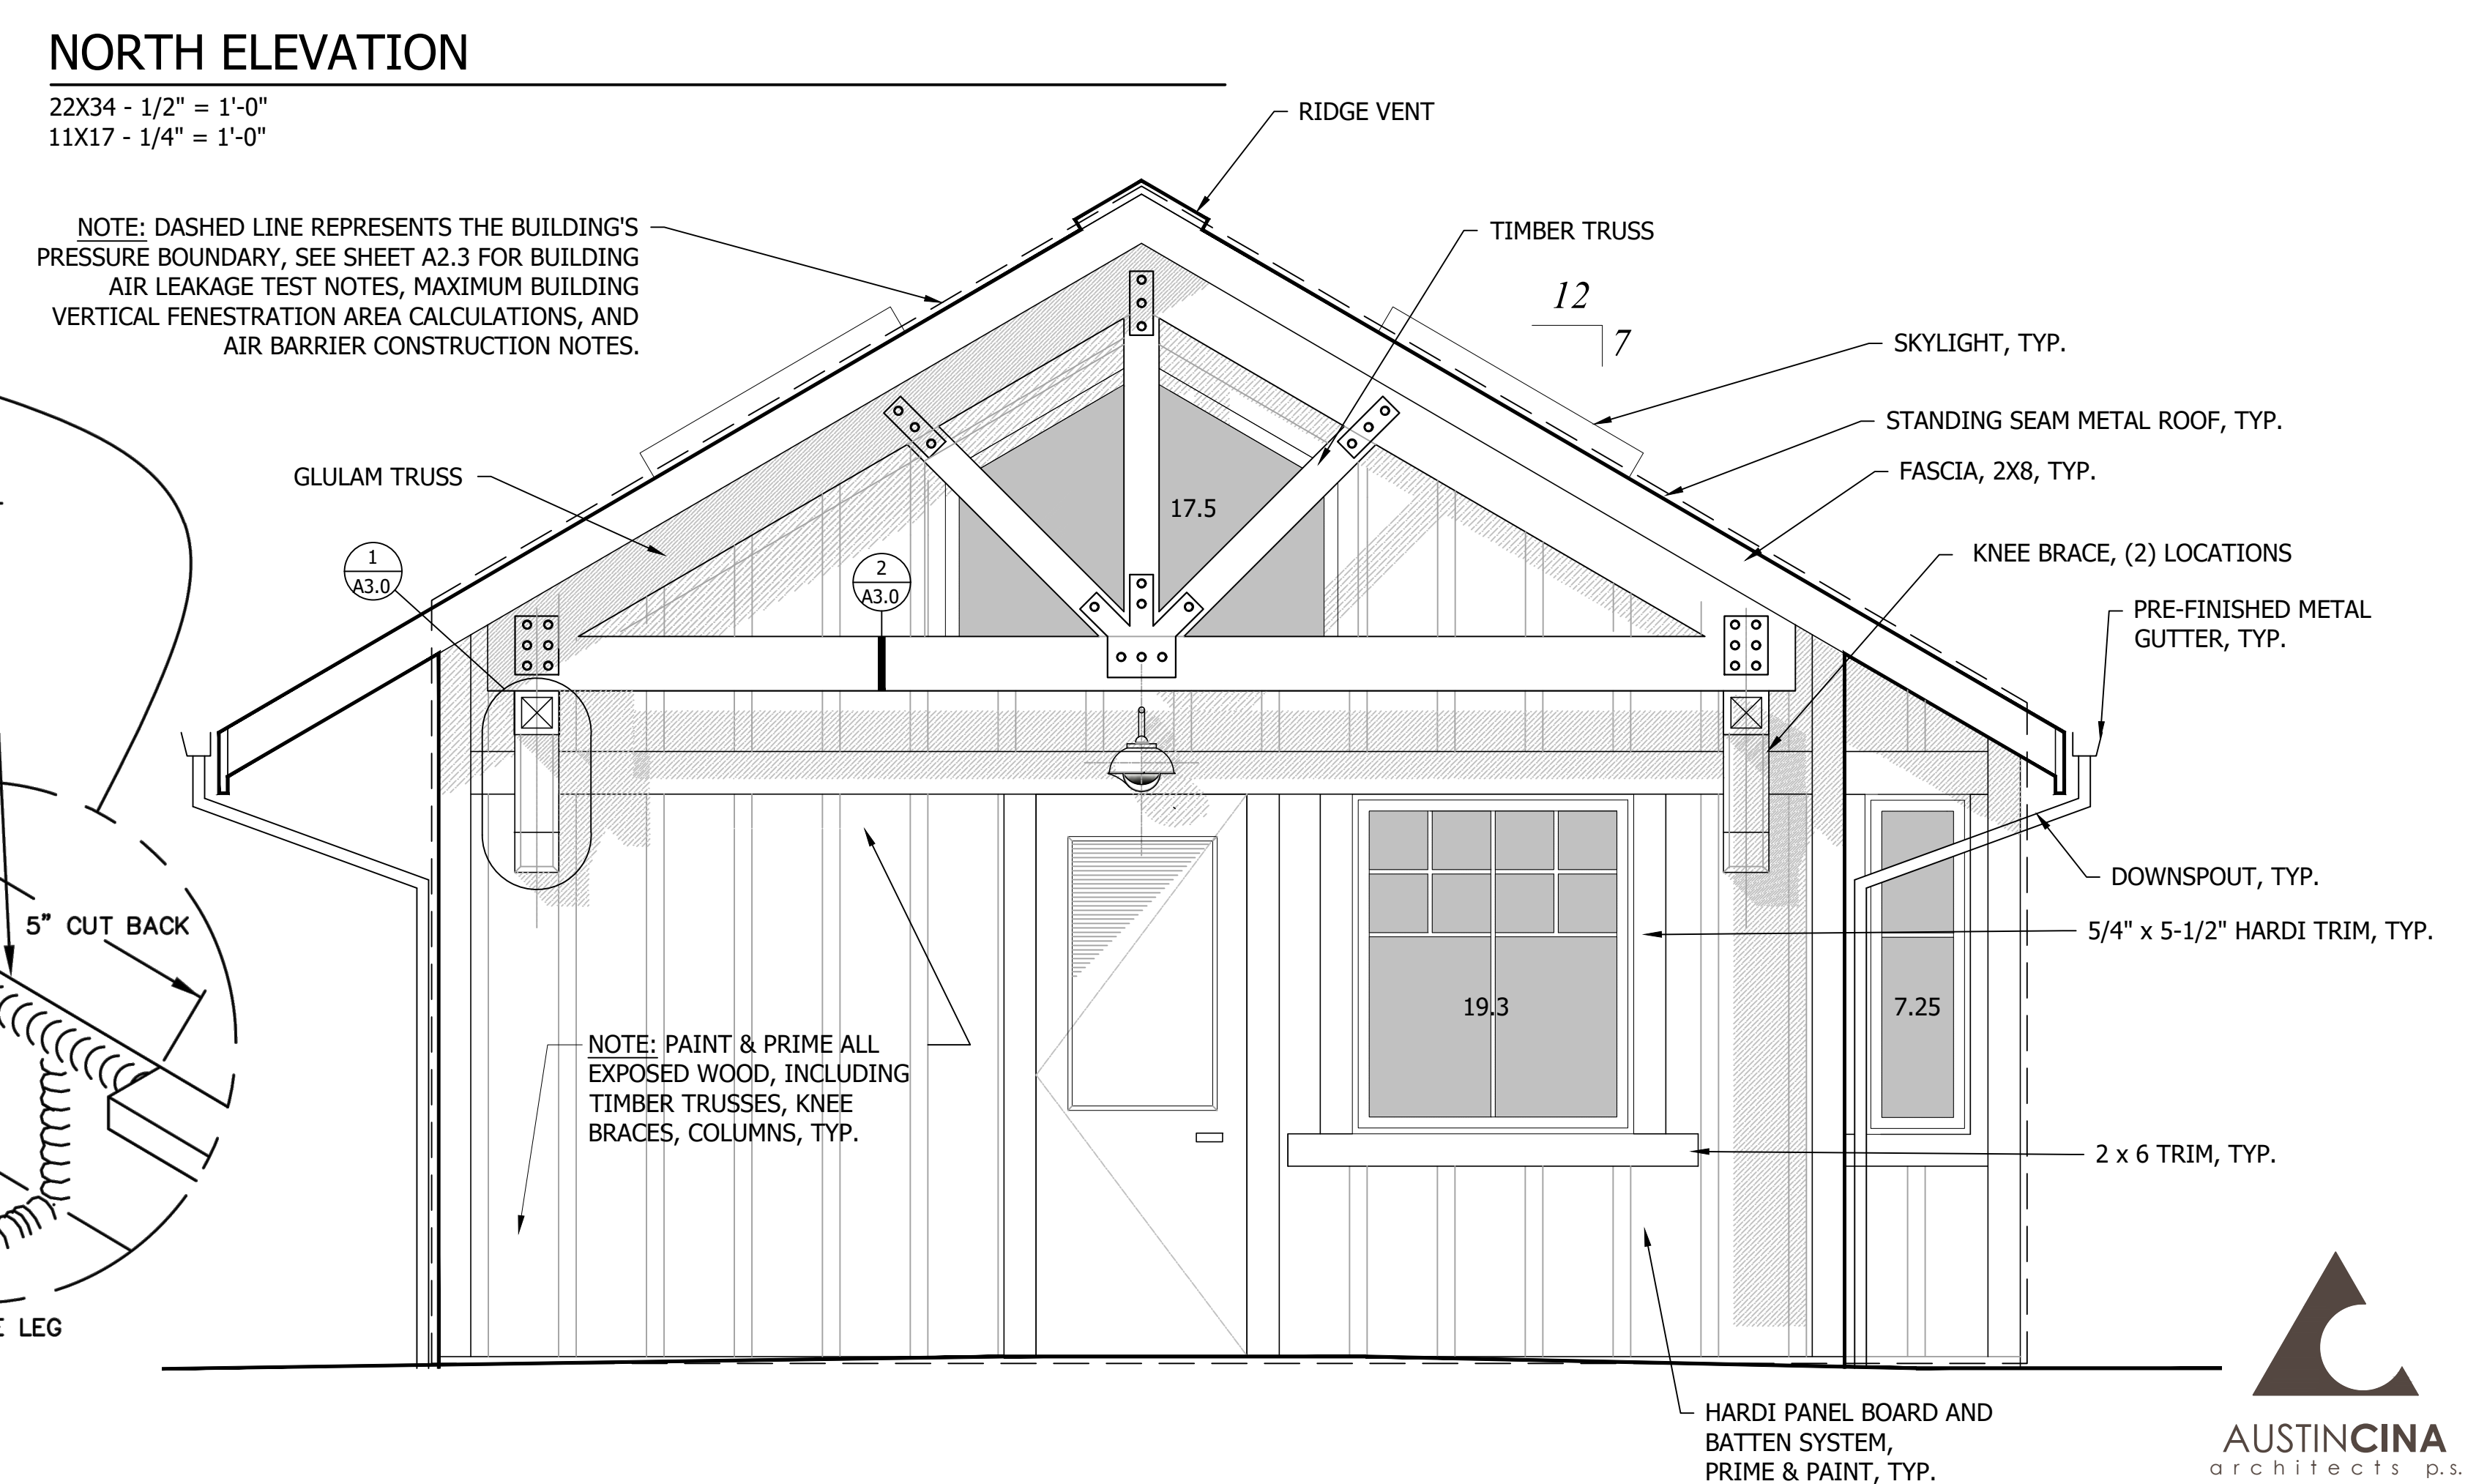 NORTH ELEVATION
22X34 - 1/2" = 1'-0"
11X17 - 1/4" = 1'-0"
RIDGE VENT
NOTE: DASHED LINE REPRESENTS THE BUILDING'S
PRESSURE BOUNDARY, SEE SHEET A2.3 FOR BUILDING
AIR LEAKAGE TEST NOTES, MAXIMUM BUILDING
VERTICAL FENESTRATION AREA CALCULATIONS, AND
AIR BARRIER CONSTRUCTION NOTES.
TIMBER TRUSS
12
7
SKYLIGHT, TYP.
STANDING SEAM METAL ROOF, TYP.
FASCIA, 2X8, TYP.
GLULAM TRUSS
17.5
1
A3.0
2
A3.0
KNEE BRACE, (2) LOCATIONS
PRE-FINISHED METAL
GUTTER, TYP.
DOWNSPOUT, TYP.
5" CUT BACK
5/4" x 5-1/2" HARDI TRIM, TYP.
19.3
7.25
NOTE: PAINT & PRIME ALL
EXPOSED WOOD, INCLUDING
TIMBER TRUSSES, KNEE
BRACES, COLUMNS, TYP.
2 x 6 TRIM, TYP.
LEG
HARDI PANEL BOARD AND
BATTEN SYSTEM,
PRIME & PAINT, TYP.
AUSTINCINA
architects p.s.